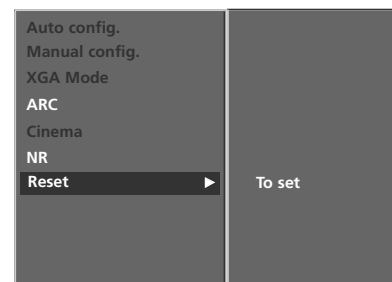 Auto config.
Manual config.
XGA Mode
ARC
Cinema
NR
Reset ▶ To set